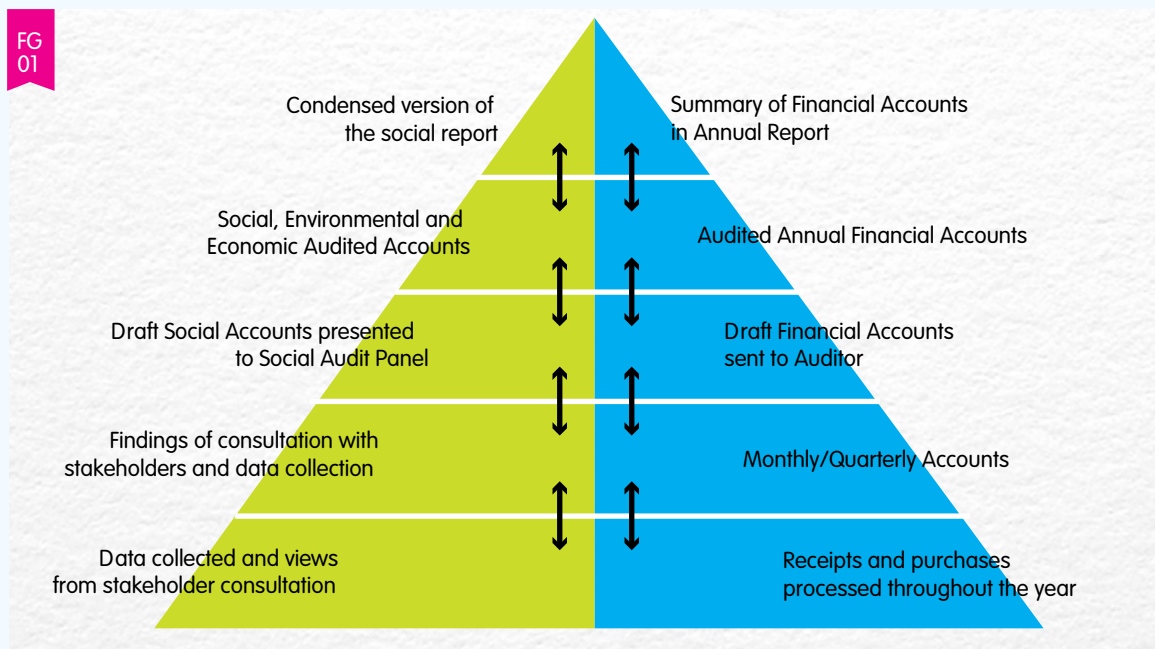 FG
01
Condensed version of
the social report
Summary of Financial Accounts
in Annual Report
Social, Environmental and
Economic Audited Accounts
Audited Annual Financial Accounts
Draft Social Accounts presented
to Social Audit Panel
Draft Financial Accounts
sent to Auditor
Findings of consultation with
stakeholders and data collection
Monthly/Quarterly Accounts
Data collected and views
from stakeholder consultation
Receipts and purchases
processed throughout the year